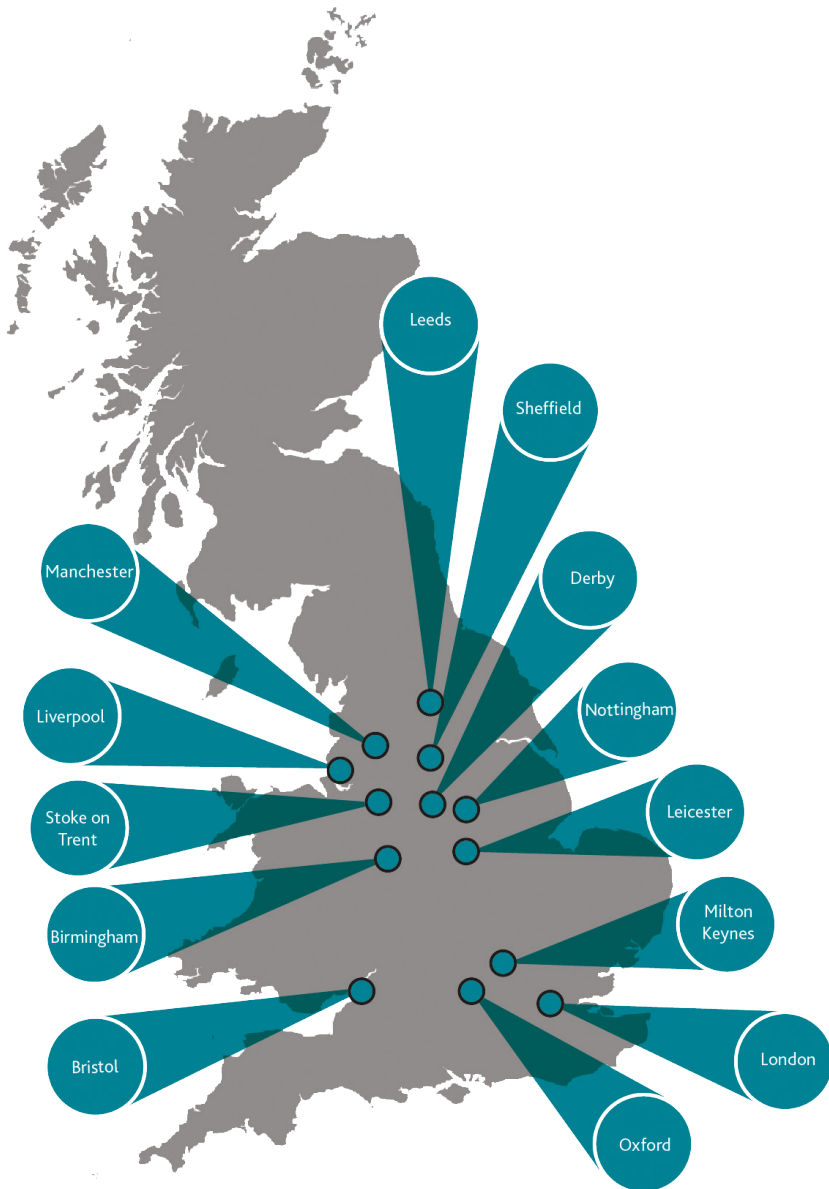 Leeds
Sheffield
Manchester
Derby
Liverpool
Nottingham
Stoke on
Trent
Leicester
Birmingham
Milton
Keynes
Bristol
London
Oxford